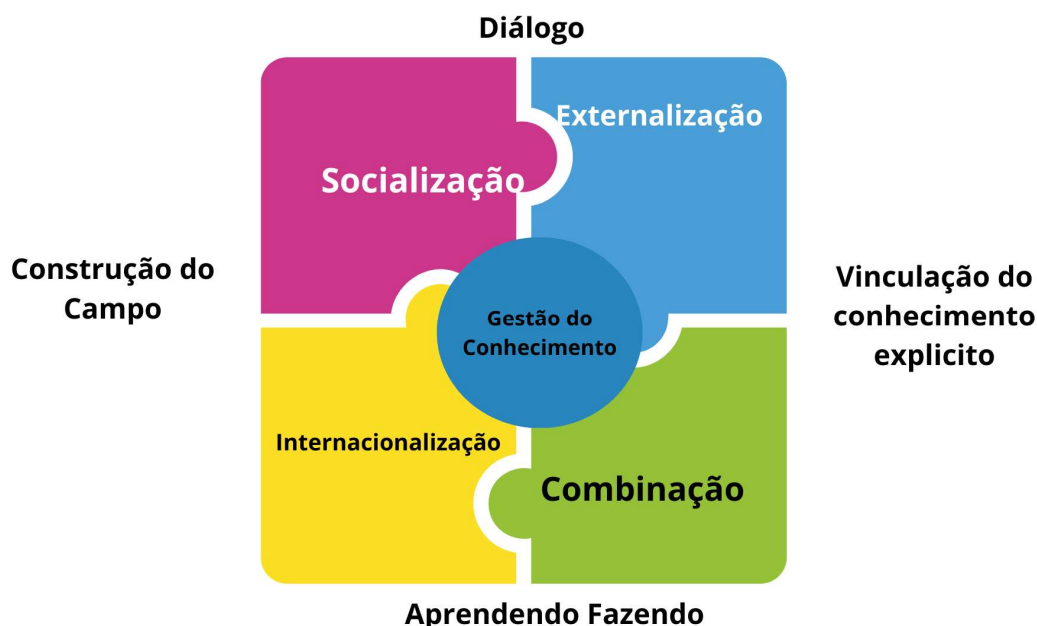 Diálogo
Externalização
Socialização
Construção do
Campo
Vinculação do
conhecimento
explicito
Gestão do
Conhecimento
Internacionalização
Combinação
Aprendendo Fazendo